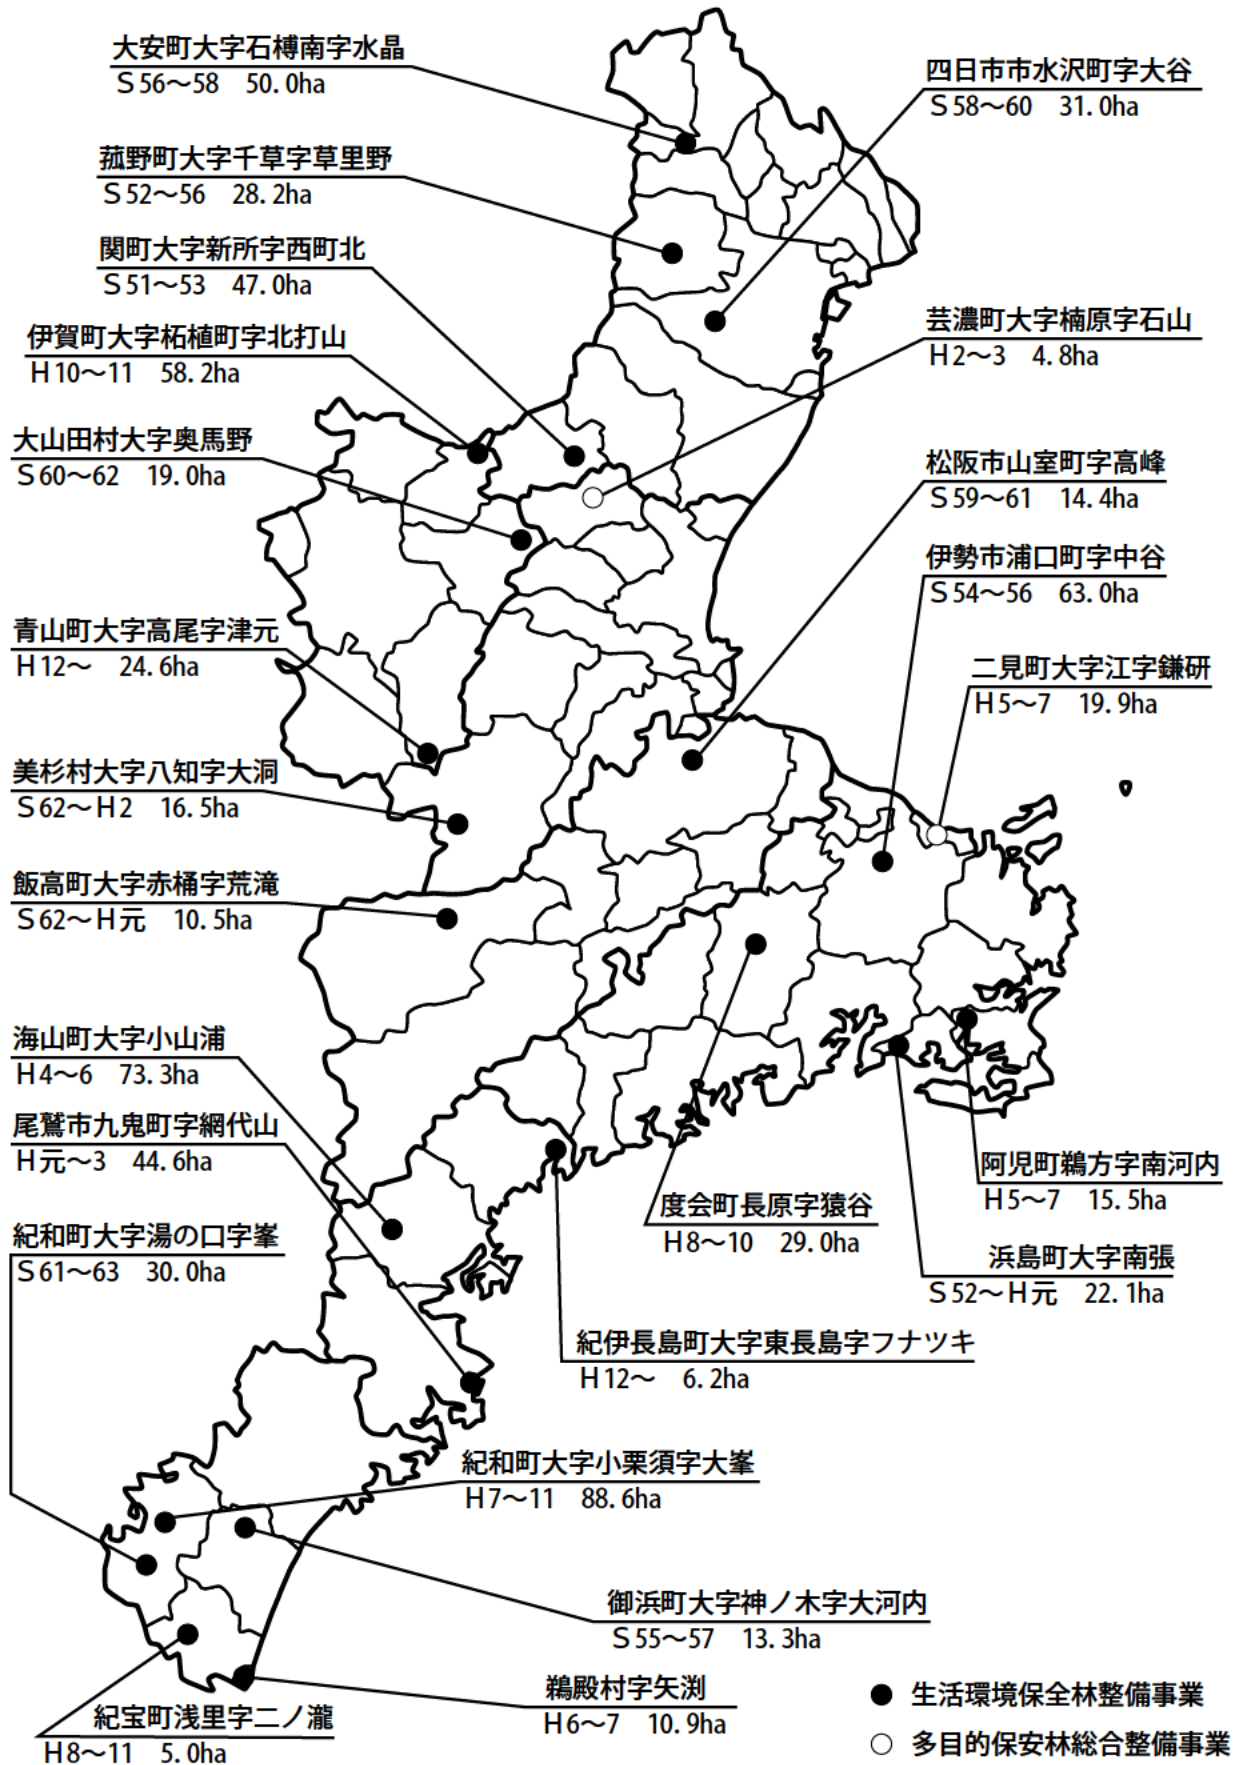 大安町大字石榑南字水晶
S56〜58 50.0ha
菰野町大字千草字草里野
S52〜56 28.2ha
関町大字新所字西町北
S51〜53 47.0ha
伊賀町大字柘植町字北打山
H10〜11 58.2ha
大山田村大字奥馬野
S60〜62 19.0ha
青山町大字高尾字津元
H12〜 24.6ha
美杉村大字八知字大洞
S62〜H2 16.5ha
飯高町大字赤桶字荒滝
S62〜H元 10.5ha
海山町大字小山浦
H4〜6 73.3ha
尾鷲市九鬼町字網代山
H元〜3 44.6ha
紀和町大字湯の口字峯
S61〜63 30.0ha
四日市市水沢町字大谷
S58〜60 31.0ha
芸濃町大字楠原字石山
H2〜3 4.8ha
松阪市山室町字高峰
S59〜61 14.4ha
伊勢市浦口町字中谷
S54〜56 63.0ha
二見町大字江字鎌研
H5〜7 19.9ha
阿児町鵜方字南河内
H5〜7 15.5ha
度会町長原字猿谷
H8〜10 29.0ha
浜島町大字南張
S52〜H元 22.1ha
紀伊長島町大字東長島字フナツキ
H12〜 6.2ha
紀和町大字小栗須字大峯
H7〜11 88.6ha
御浜町大字神ノ木字大河内
S55〜57 13.3ha
鵜殿村字矢渕
H6〜7 10.9ha
紀宝町浅里字二ノ瀧
H8〜11 5.0ha
● 生活環境保全林整備事業
○ 多目的保安林総合整備事業